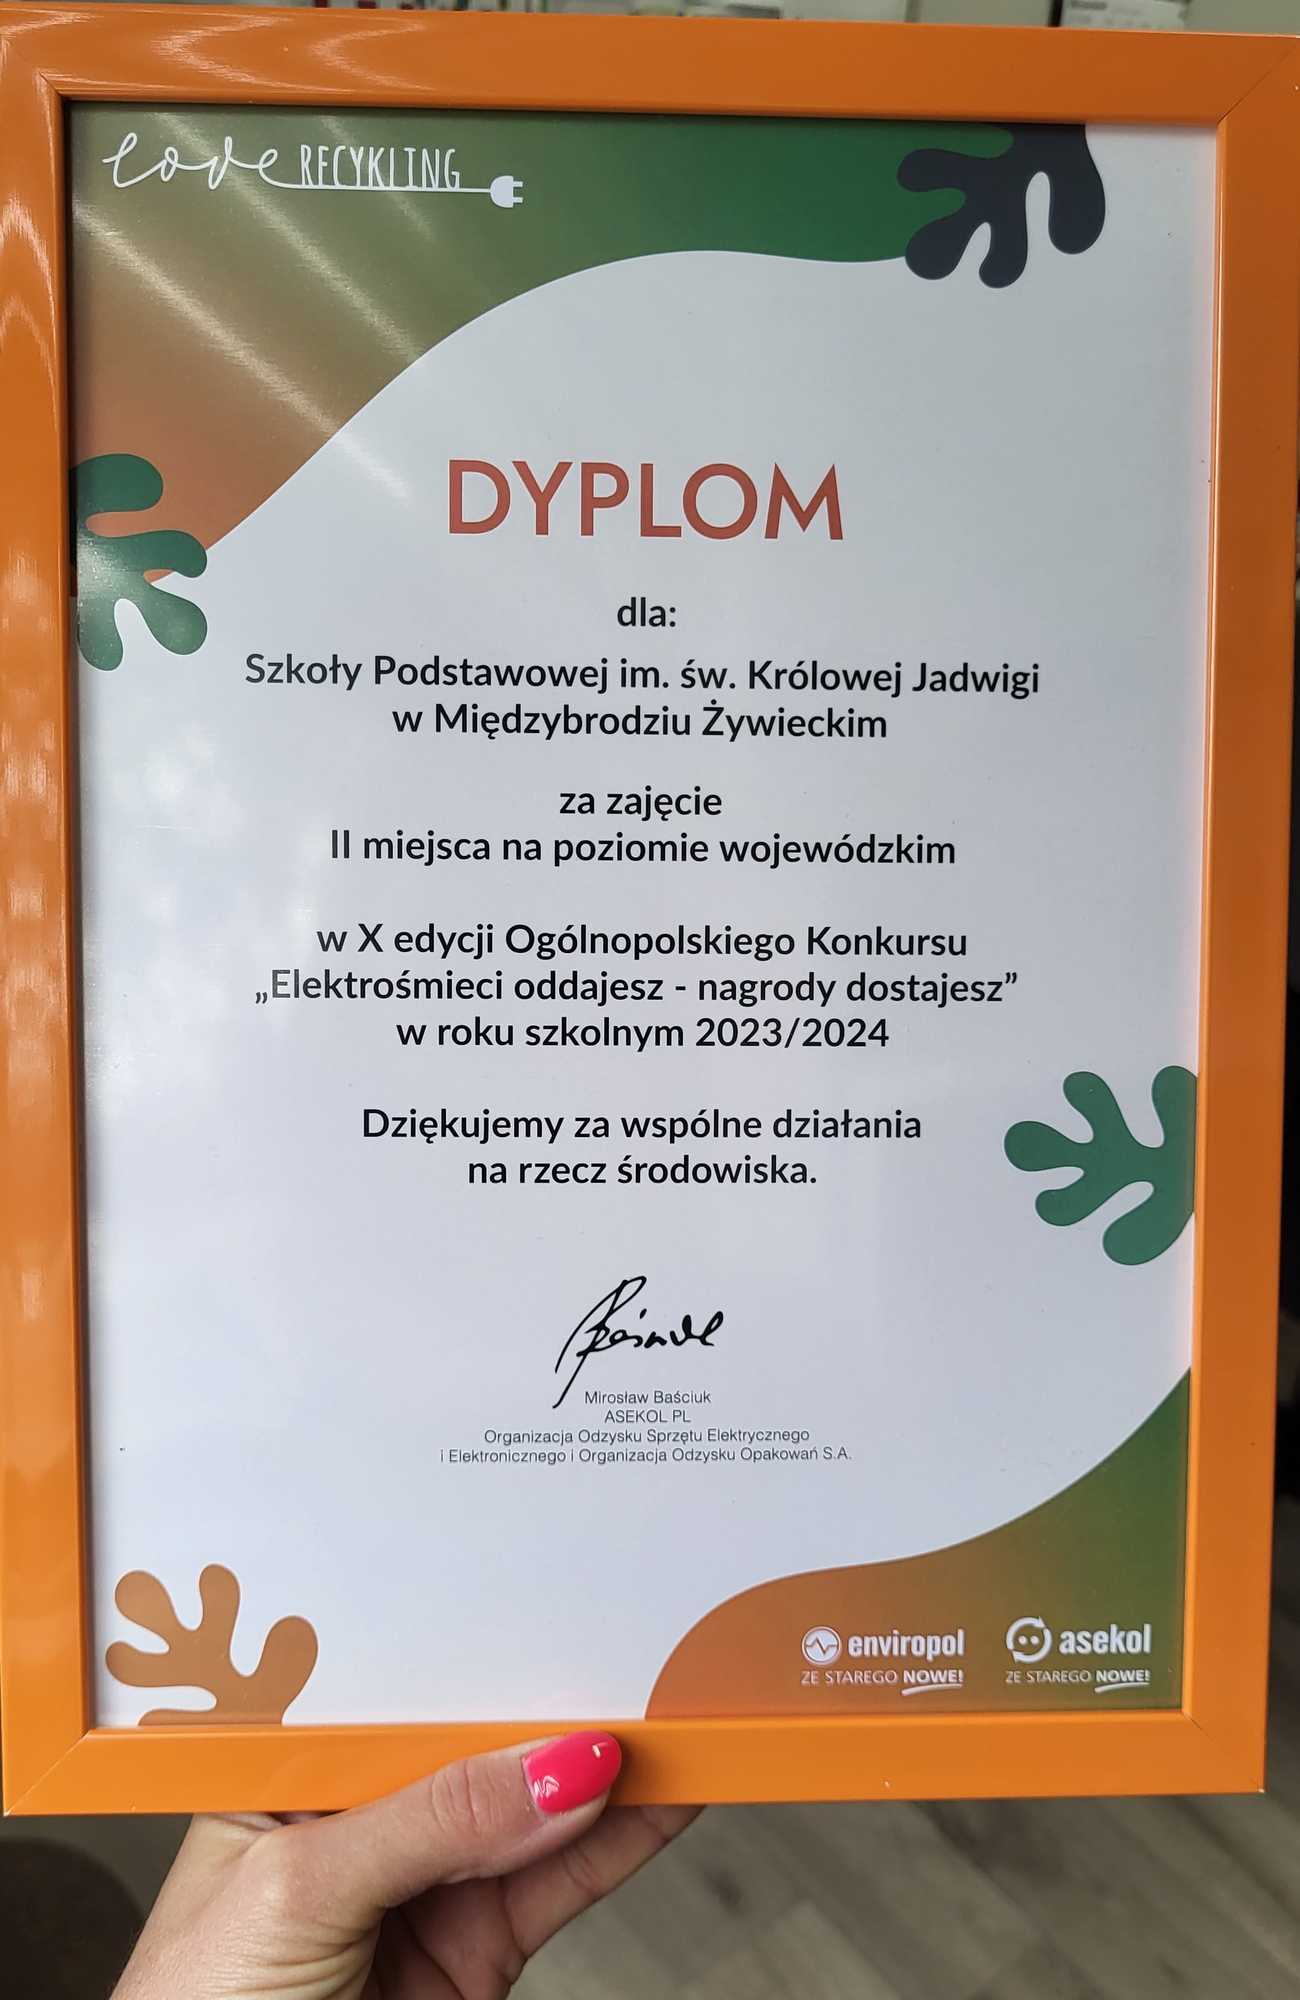 love RECYKLING
DYPLOM
dla:
Szkoły Podstawowej im. św. Królowej Jadwigi
w Międzybrodziu Żywieckim
za zajęcie
II miejsca na poziomie wojewódzkim
w X edycji Ogólnopolskiego Konkursu
„Elektrośmieci oddajesz - nagrody dostajesz”
w roku szkolnym 2023/2024
Dziękujemy za wspólne działania
na rzecz środowiska.
Mirosław Baściuk
ASEKOL PL
Organizacja Odzysku Sprzętu Elektrycznego
i Elektronicznego i Organizacja Odzysku Opakowań S.A.
enviropol
ZE STAREGO NOWE!
asekol
ZE STAREGO NOWE!